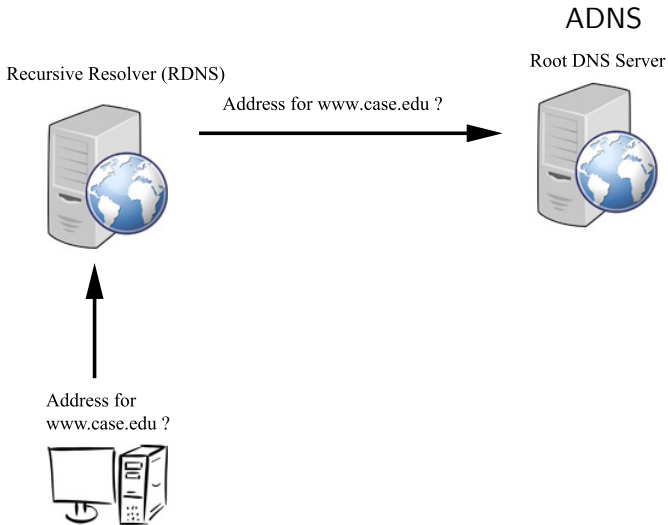 ADNS
Root DNS Server
Recursive Resolver (RDNS)
Address for www.case.edu ?
Address for
www.case.edu ?